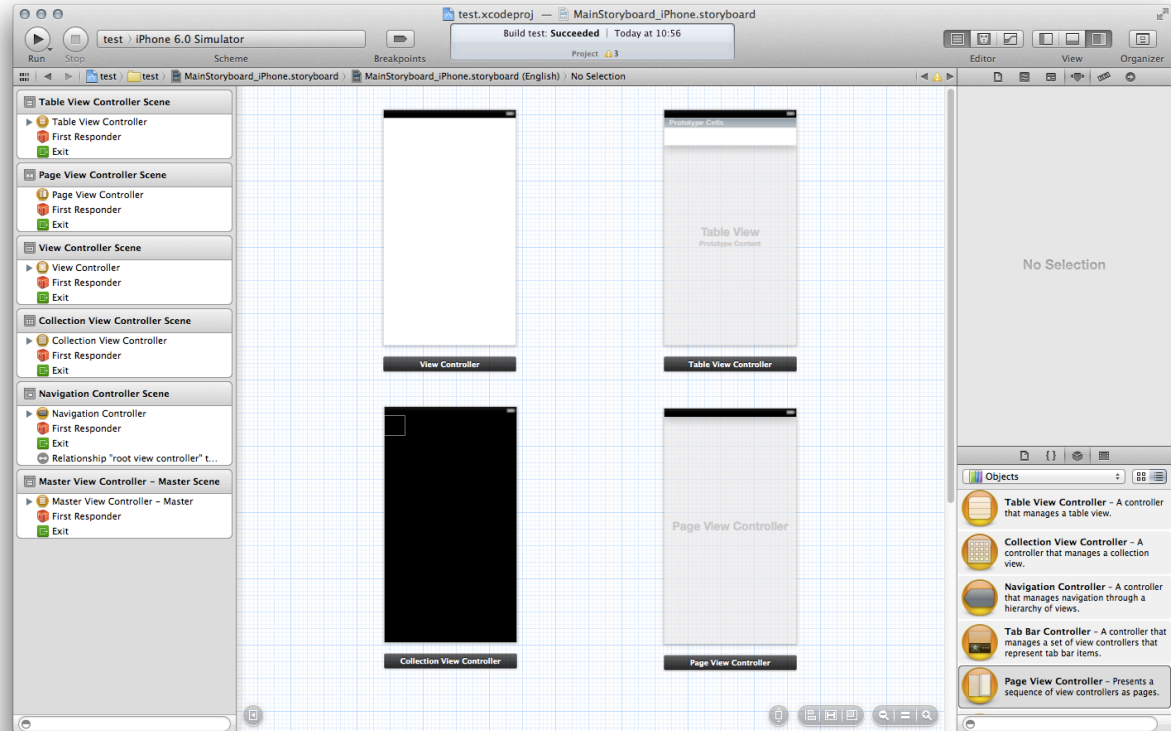 test.xcodeproj — MainStoryboard_iPhone.storyboard
test › iPhone 6.0 Simulator
Build test: Succeeded | Today at 10:56
Project 3
Run Stop Scheme Breakpoints Editor View Organizer
test › test › MainStoryboard_iPhone.storyboard › MainStoryboard_iPhone.storyboard (English) › No Selection
Table View Controller Scene
Table View Controller
First Responder
Exit
Page View Controller Scene
Page View Controller
First Responder
Exit
View Controller Scene
View Controller
First Responder
Exit
Collection View Controller Scene
Collection View Controller
First Responder
Exit
Navigation Controller Scene
Navigation Controller
First Responder
Exit
Relationship "root view controller" t...
Master View Controller – Master Scene
Master View Controller – Master
First Responder
Exit
View Controller
Prototype Cells
Table View
Prototype Content
Table View Controller
Collection View Controller
Page View Controller
Page View Controller
No Selection
{}
Objects
Table View Controller – A controller
that manages a table view.
Collection View Controller – A
controller that manages a collection
view.
Navigation Controller – A controller
that manages navigation through a
hierarchy of views.
Tab Bar Controller – A controller that
manages a set of view controllers that
represent tab bar items.
Page View Controller – Presents a
sequence of view controllers as pages.